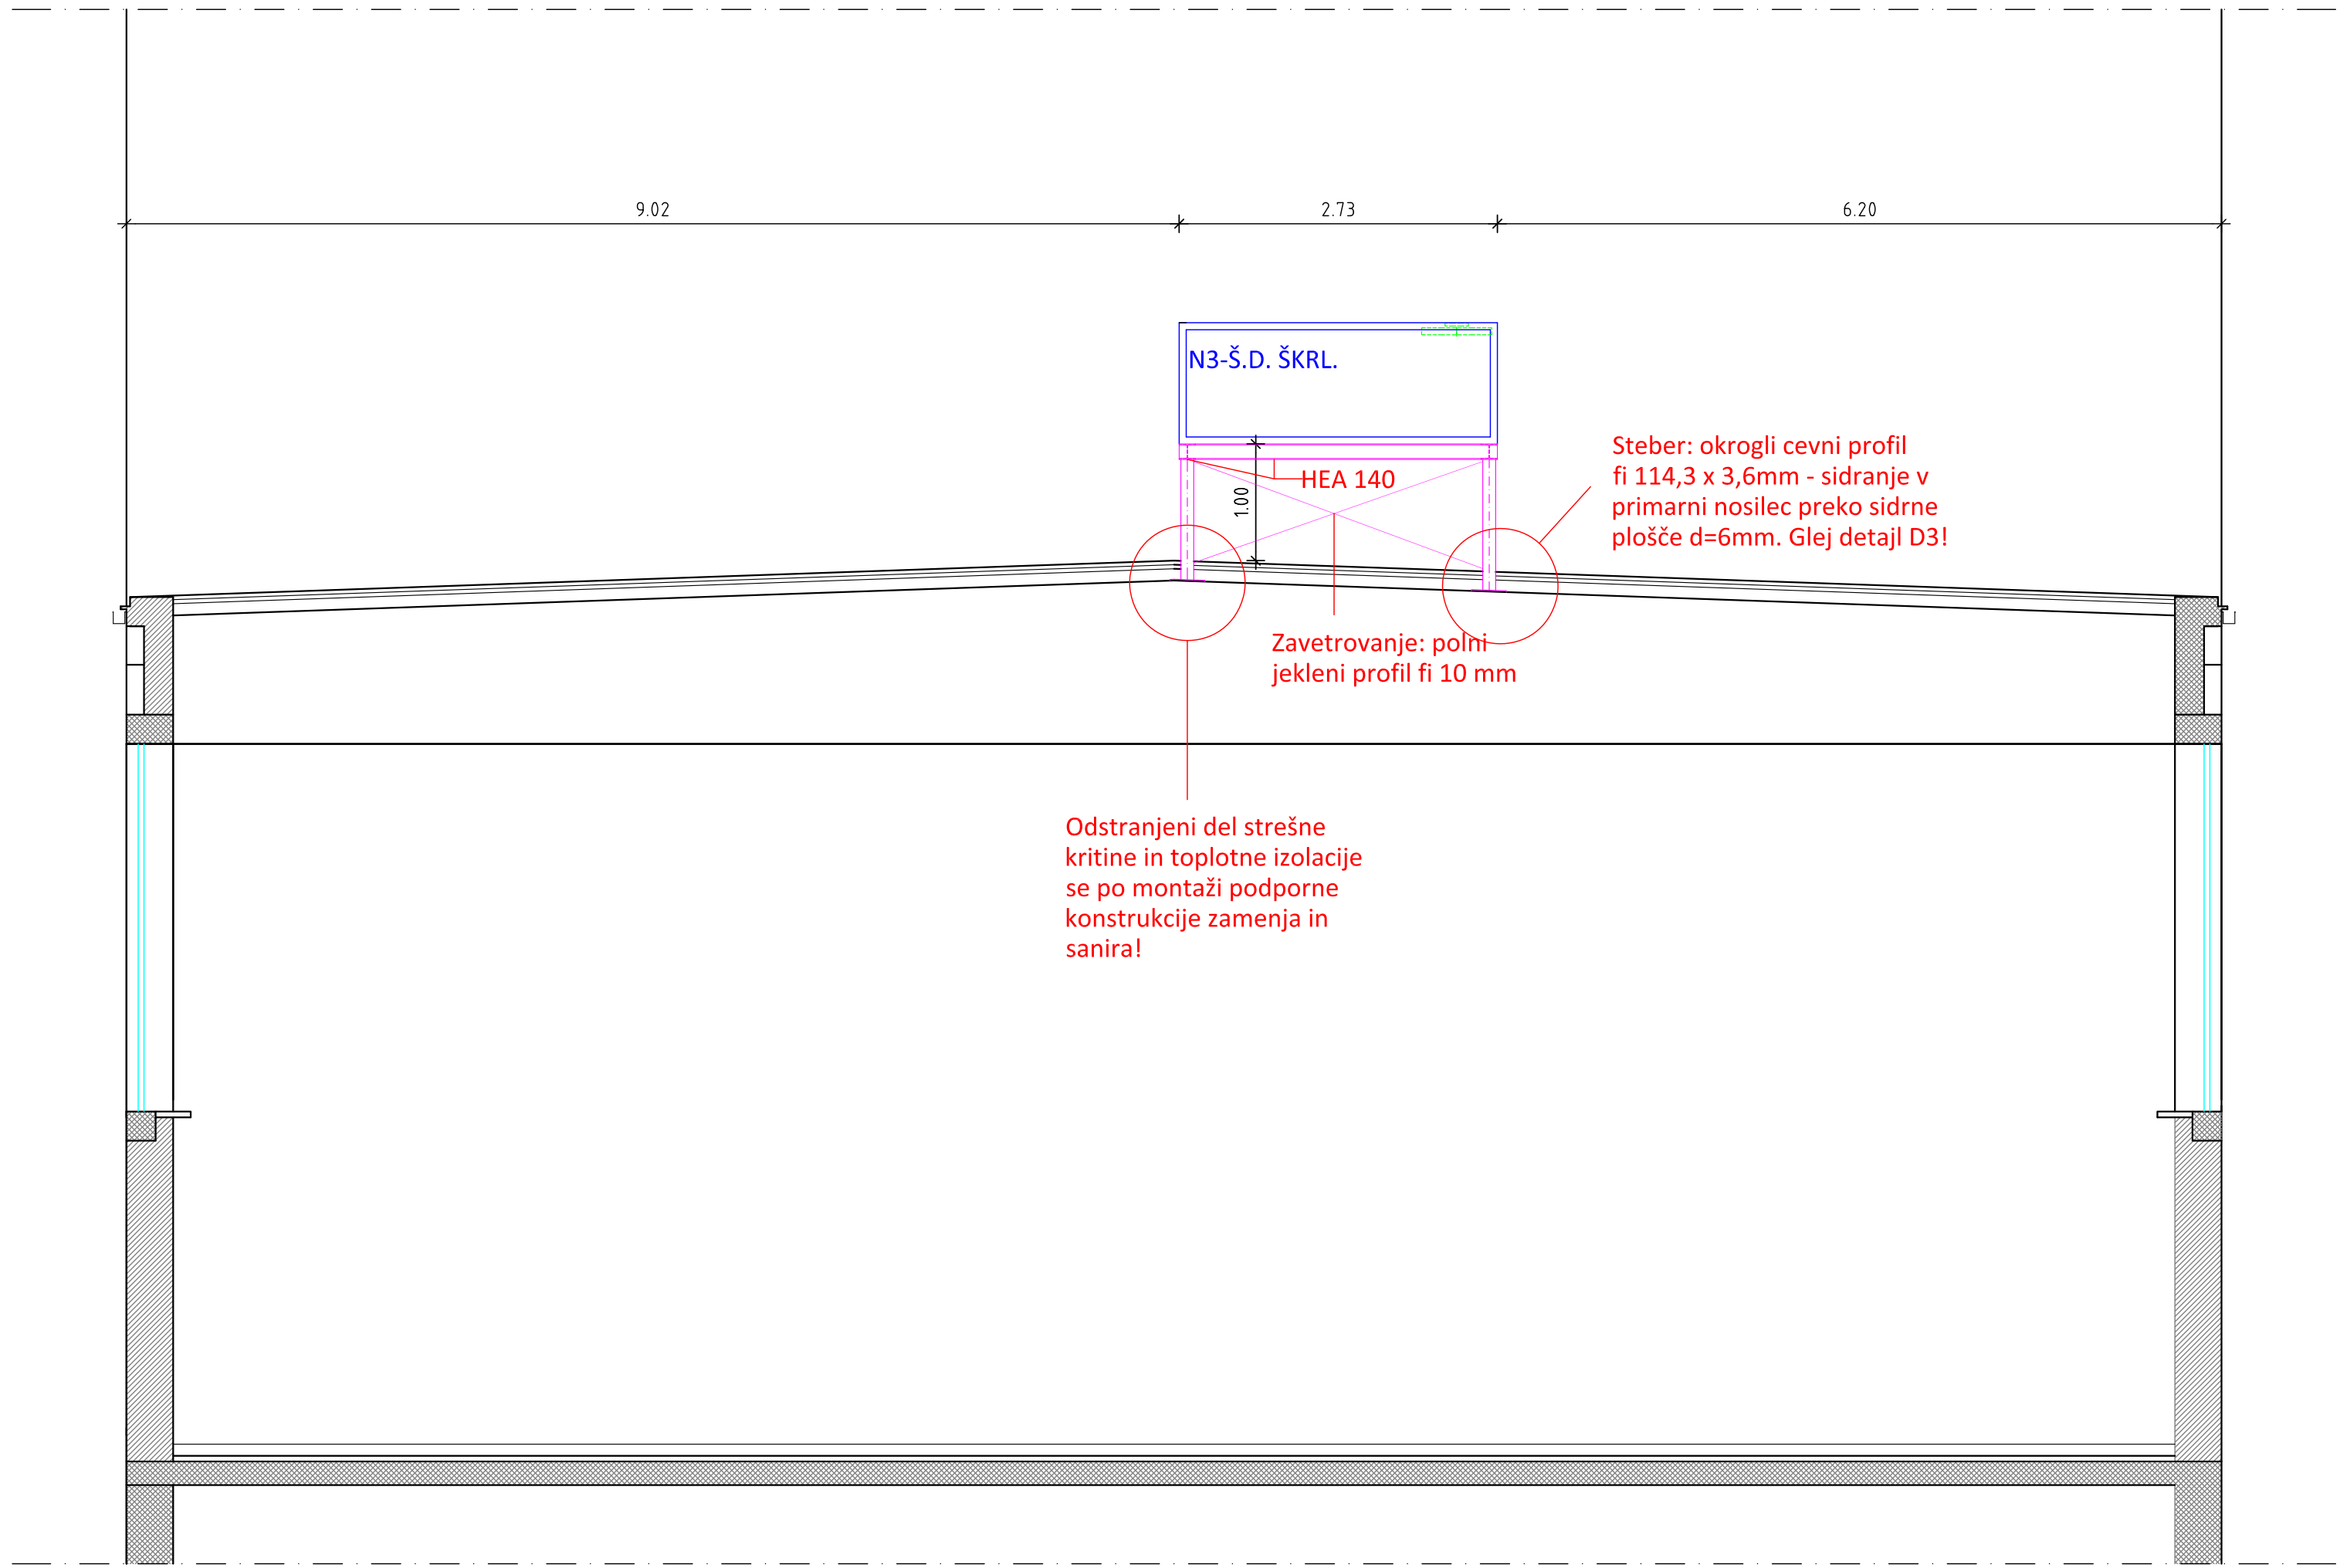 9.02
2.73
6.20
N3-Š.D. ŠKRL.
HEA 140
1.00
Steber: okrogli cevni profil
fi 114,3 x 3,6mm - sidranje v
primarni nosilec preko sidrne
plošče d=6mm. Glej detajl D3!
Zavetrovanje: polni
jekleni profil fi 10 mm
Odstranjeni del strešne
kritine in toplotne izolacije
se po montaži podporne
konstrukcije zamenja in
sanira!